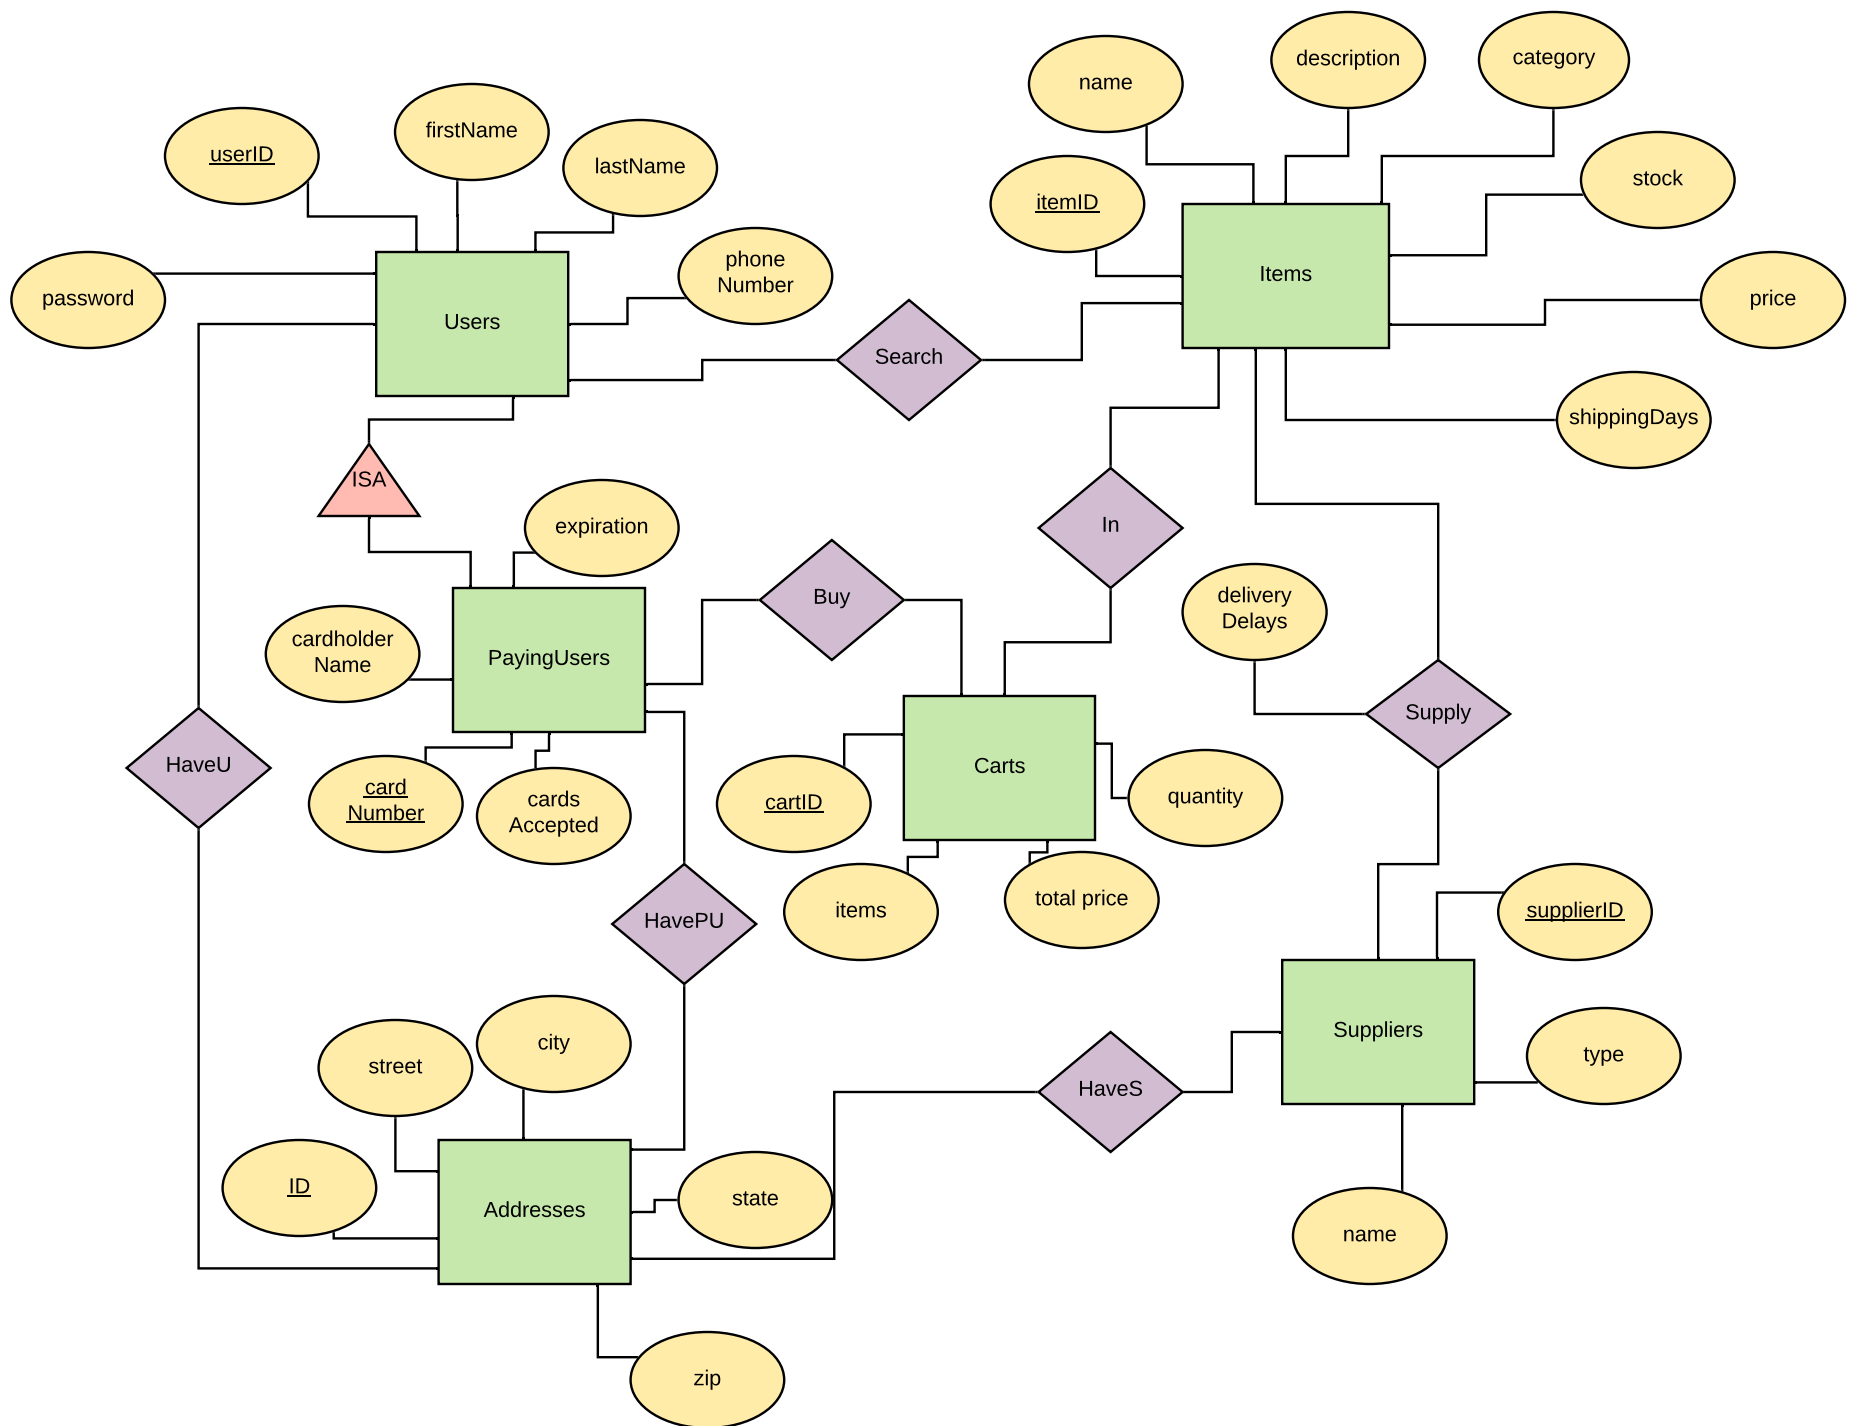 description
category
name
firstName
userID
lastName
stock
itemID
phone
Number
Items
password
price
Users
Search
shippingDays
ISA
expiration
In
Buy
delivery
Delays
cardholder
Name
PayingUsers
Supply
HaveU
Carts
card
Number
cards
Accepted
cartID
quantity
total price
items
supplierID
HavePU
Suppliers
city
type
street
HaveS
ID
state
Addresses
name
zip